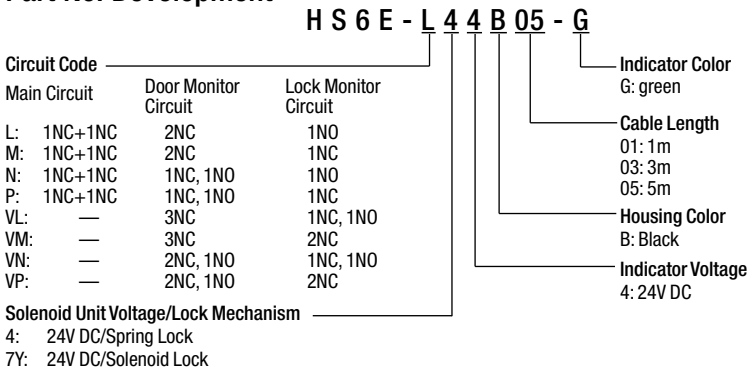 HS6E-L44B05-G
Circuit Code
Main Circuit Door Monitor Circuit Lock Monitor Circuit
L: 1NC+1NC 2NC 1NO
M: 1NC+1NC 2NC 1NC
N: 1NC+1NC 1NC, 1NO 1NO
P: 1NC+1NC 1NC, 1NO 1NC
VL: — 3NC 1NC, 1NO
VM: — 3NC 2NC
VN: — 2NC, 1NO 1NC, 1NO
VP: — 2NC, 1NO 2NC
Solenoid Unit Voltage/Lock Mechanism
4: 24V DC/Spring Lock
7Y: 24V DC/Solenoid Lock
Indicator Color
G: green
Cable Length
01: 1m
03: 3m
05: 5m
Housing Color
B: Black
Indicator Voltage
4: 24V DC